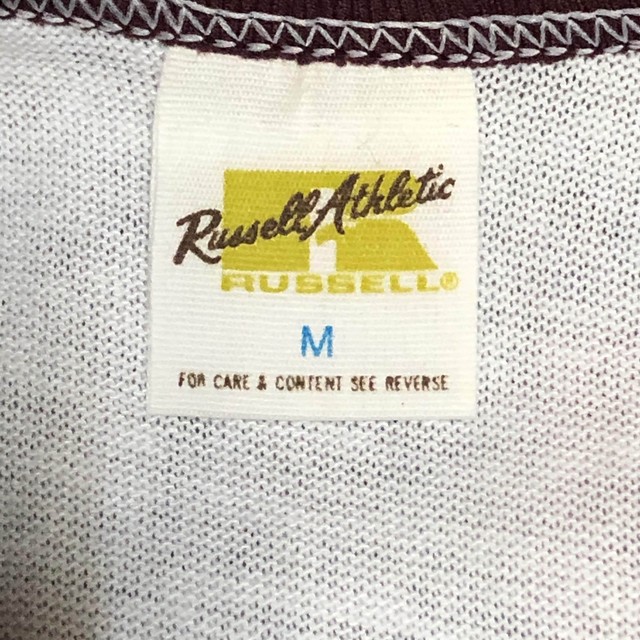 Russell Athletic
RUSSELL®
M
FOR CARE & CONTENT SEE REVERSE